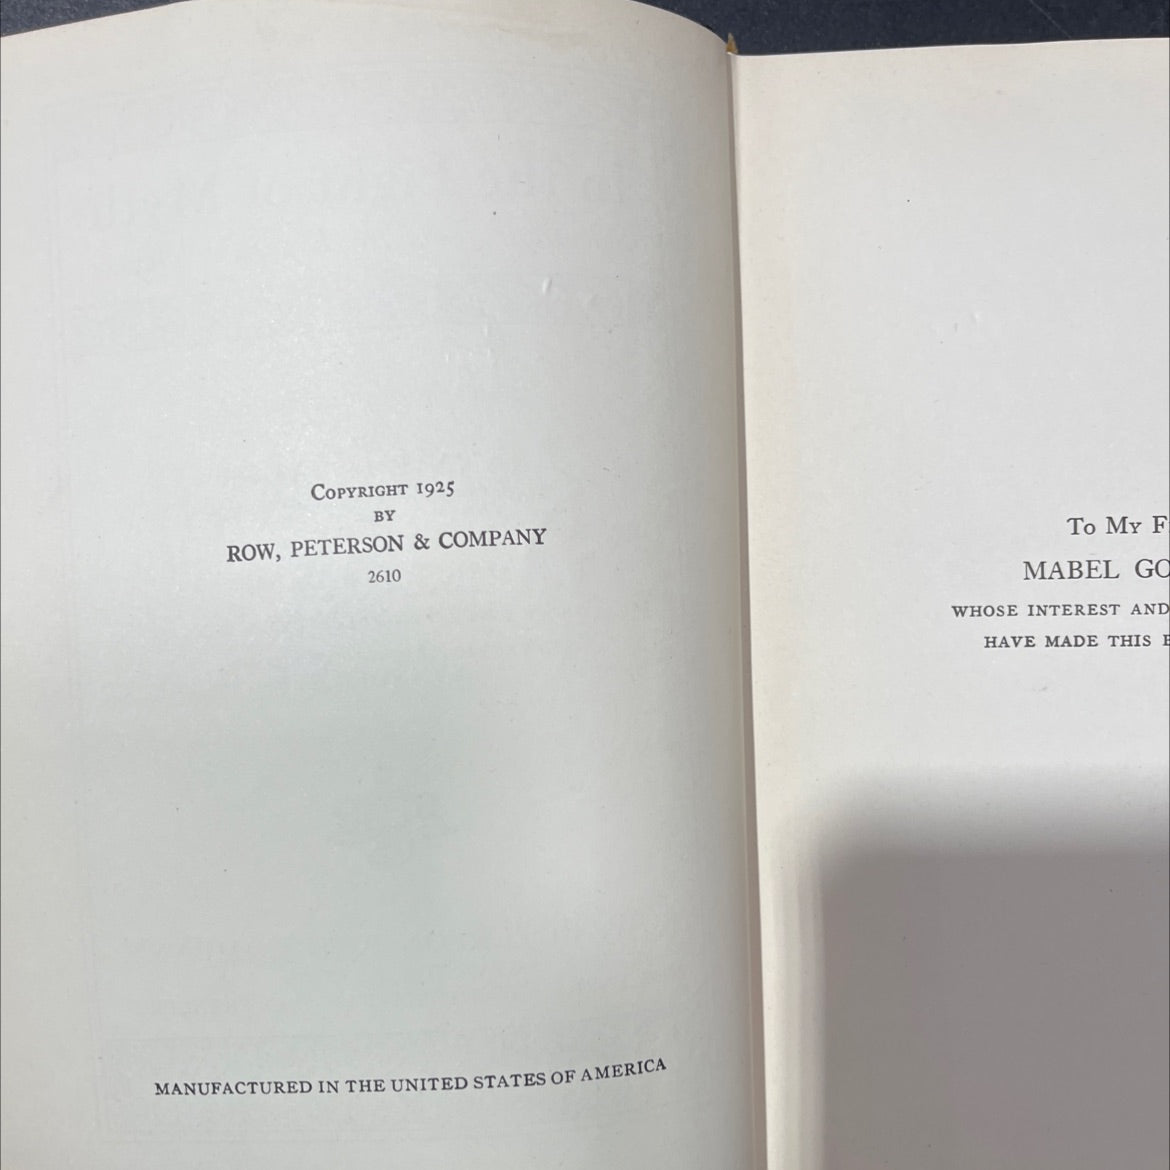 Copyright 1925
BY
ROW, PETERSON & COMPANY
2610
MANUFACTURED IN THE UNITED STATES OF AMERICA
To My F
MABEL GO
WHOSE INTEREST AND
HAVE MADE THIS